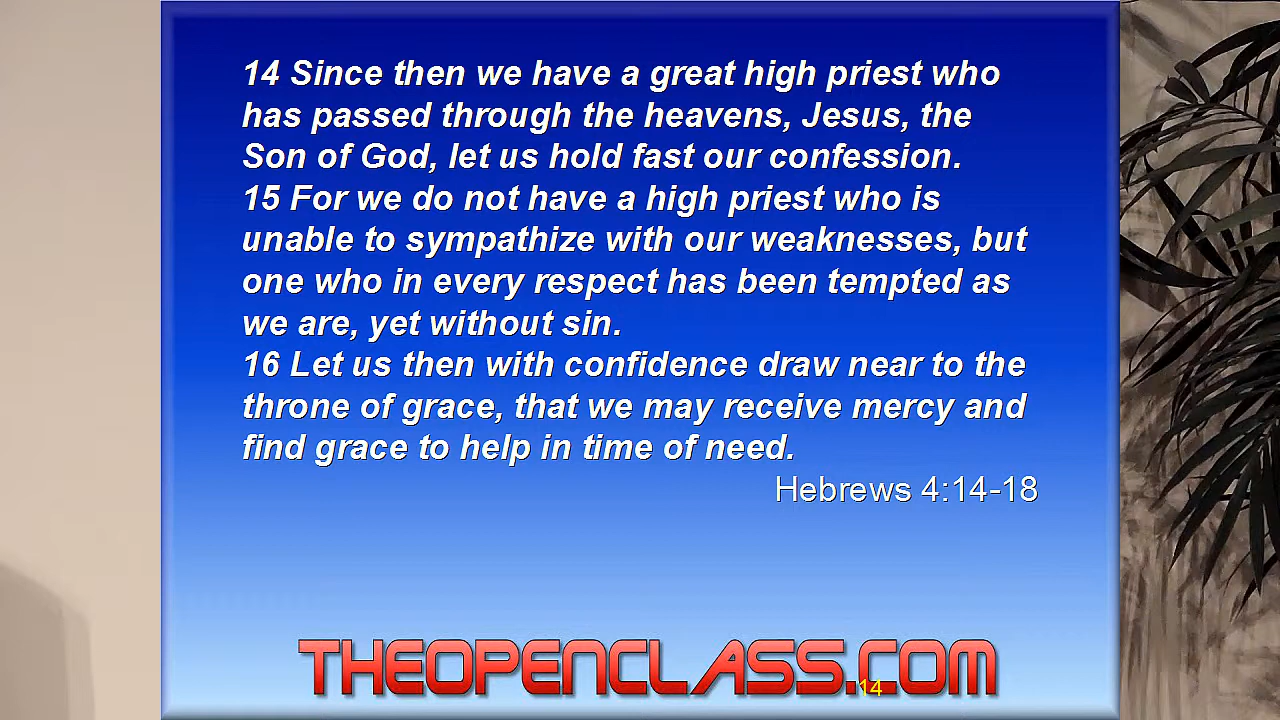 14 Since then we have a great high priest who
has passed through the heavens, Jesus, the
Son of God, let us hold fast our confession.
15 For we do not have a high priest who is
unable to sympathize with our weaknesses, but
one who in every respect has been tempted as
we are, yet without sin.
16 Let us then with confidence draw near to the
throne of grace, that we may receive mercy and
find grace to help in time of need.
Hebrews 4:14-18
THEOPENCLASS.COM
14